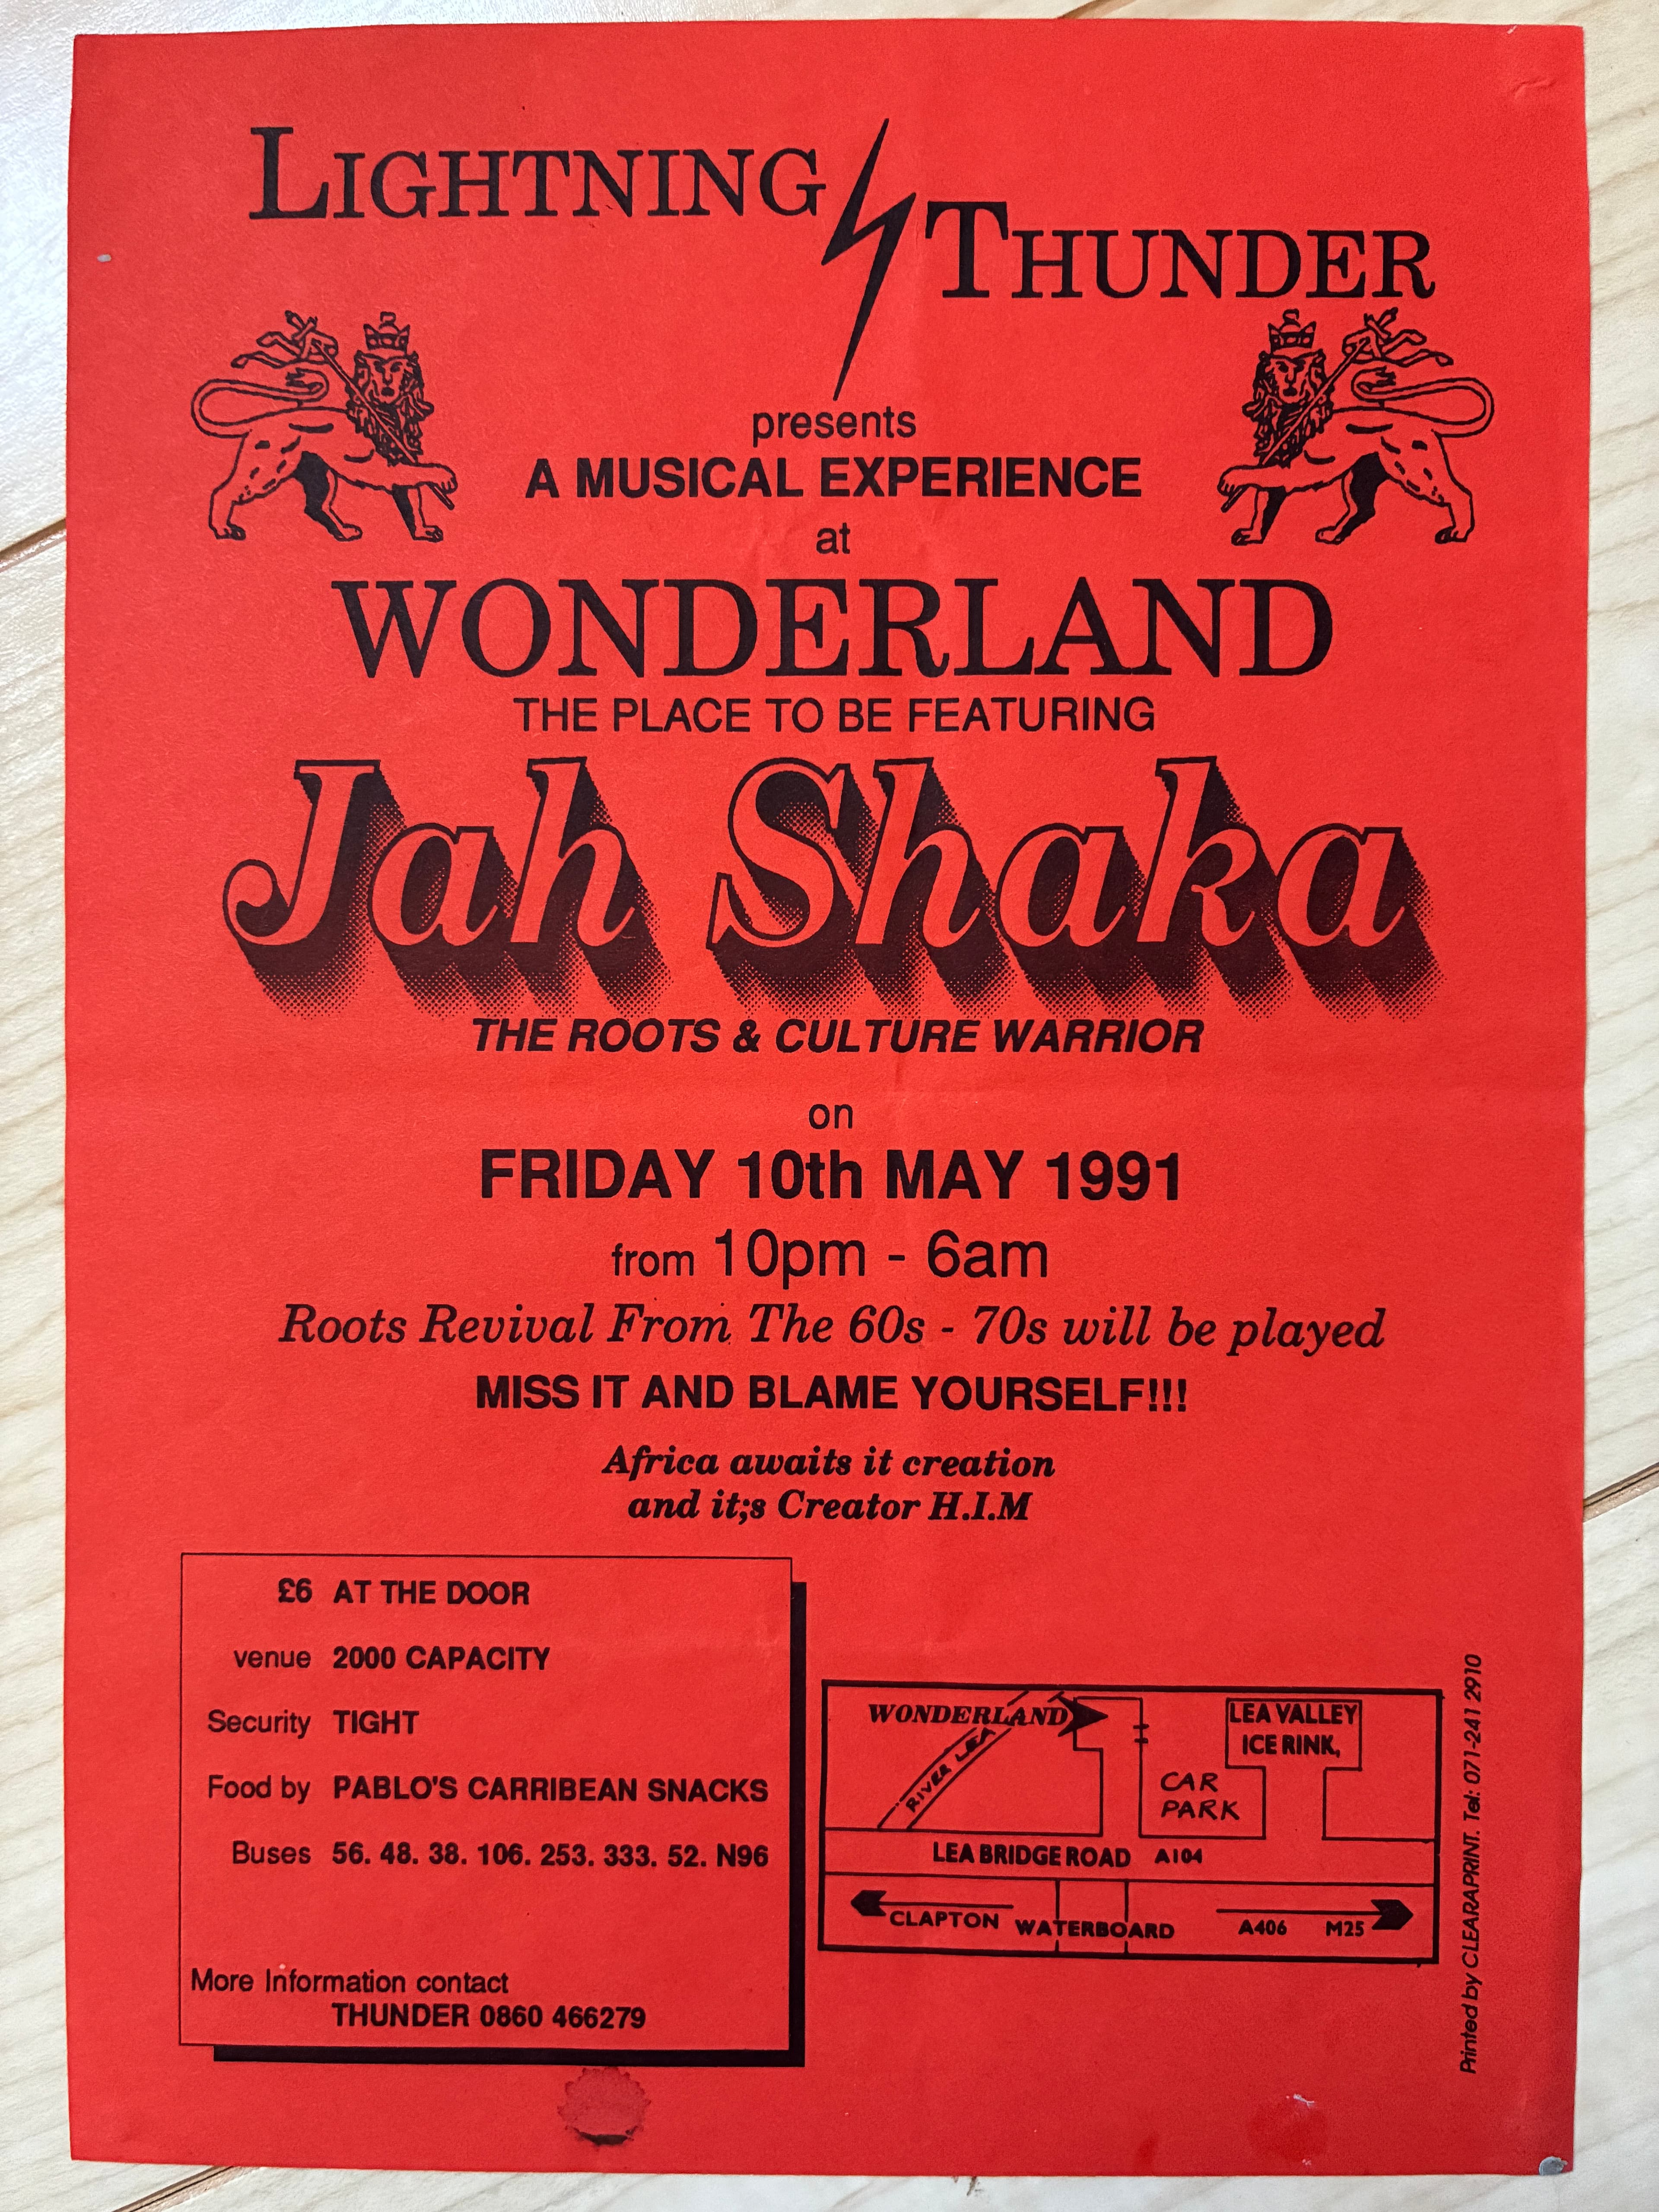 LIGHTNING THUNDER
presents
A MUSICAL EXPERIENCE
at
WONDERLAND
THE PLACE TO BE FEATURING
Jah Shaka
THE ROOTS & CULTURE WARRIOR
on
FRIDAY 10th MAY 1991
from 10pm - 6am
Roots Revival From The 60s - 70s will be played
MISS IT AND BLAME YOURSELF!!!
Africa awaits it creation
and it;s Creator H.I.M
£6 AT THE DOOR
venue 2000 CAPACITY
Security TIGHT
Food by PABLO'S CARRIBEAN SNACKS
Buses 56. 48. 38. 106. 253. 333. 52. N96
More Information contact
THUNDER 0860 466279
WONDERLAND
RIVER LEA
LEA VALLEY
ICE RINK,
CAR
PARK
LEA BRIDGE ROAD A104
CLAPTON
WATERBOARD
A406 M25
Printed by CLEARAPRINT. Tel: 071-241 2910